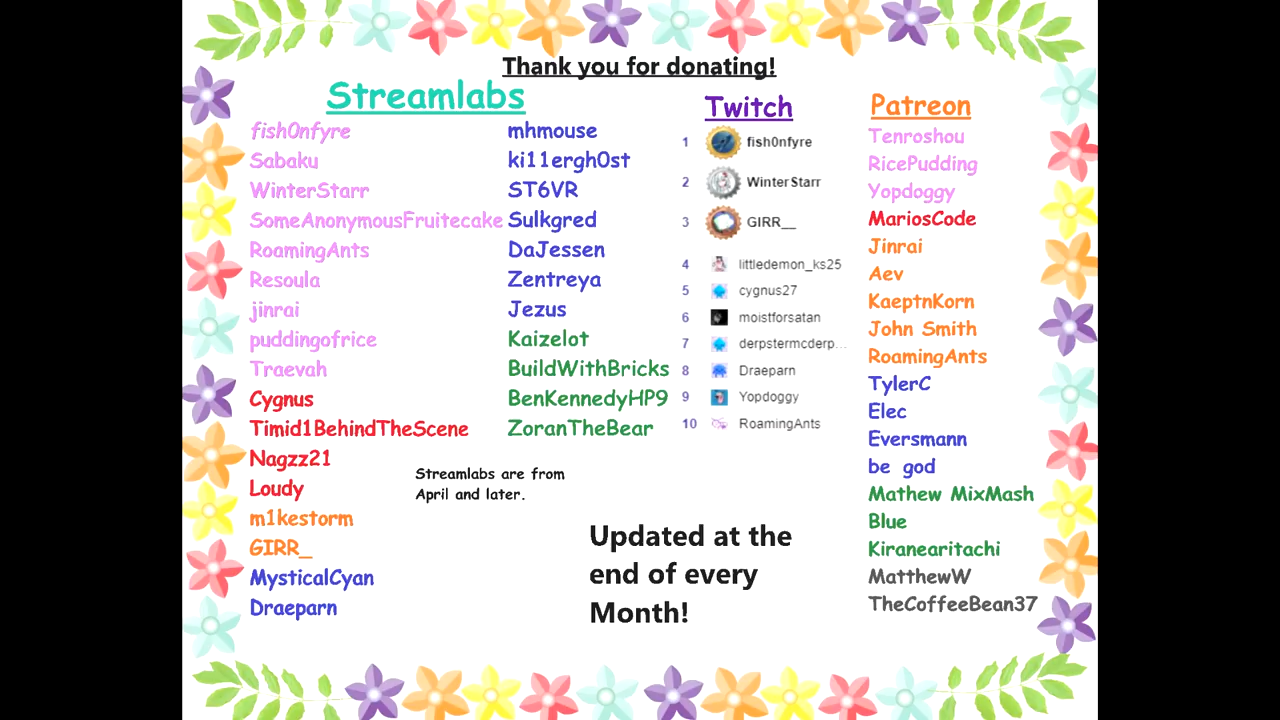 Thank you for donating!
Streamlabs
fish0nfyre
Sabaku
WinterStarr
SomeAnonymousFruitecake
RoamingAnts
Resoula
jinrai
puddingofrice
Traevah
Cygnus
Timid1BehindTheScene
Nagzz21
Loudy
m1kestorm
GIRR_
MysticalCyan
Draeparn
mhmouse
ki11ergh0st
ST6VR
Sulkgred
DaJessen
Zentreya
Jezus
Kaizelot
BuildWithBricks
BenKennedyHP9
ZoranTheBear
Streamlabs are from
April and later.
Twitch
1 fish0nfyre
2 WinterStarr
3 GIRR__
4 littledemon_ks25
5 cygnus27
6 moistforsatan
7 derpstermcderp...
8 Draeparn
9 Yopdoggy
10 RoamingAnts
Updated at the
end of every
Month!
Patreon
Tenroshou
RicePudding
Yopdoggy
MariosCode
Jinrai
Aev
KaeptnKorn
John Smith
RoamingAnts
TylerC
Elec
Eversmann
be god
Mathew MixMash
Blue
Kiranearitachi
MatthewW
TheCoffeeBean37